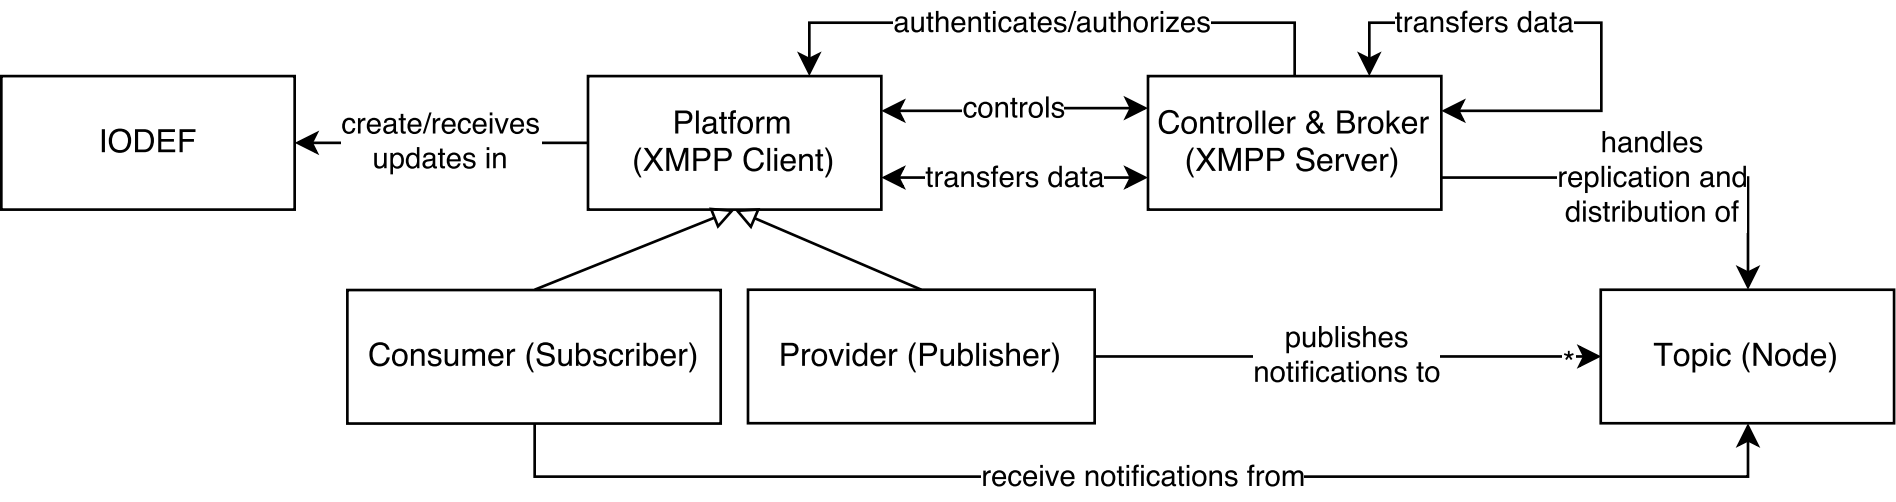 authenticates/authorizes
transfers data
IODEF
create/receives
updates in
Platform
(XMPP Client)
controls
transfers data
Controller & Broker
(XMPP Server)
handles
replication and
distribution of
Consumer (Subscriber)
Provider (Publisher)
publishes
notifications to
*
Topic (Node)
receive notifications from